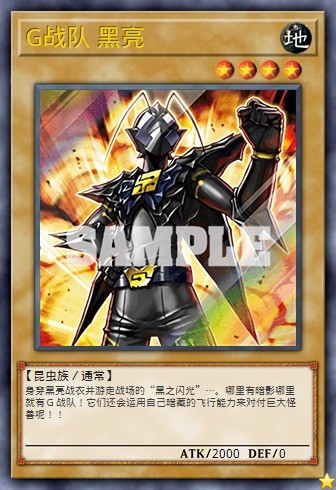 G战队 黑亮
地
SAMPLE
【昆虫族／通常】
身穿黑亮战衣并游走战场的“黑之闪光”…。哪里有暗影哪里
就有G战队！它们还会运用自己暗藏的飞行能力来对付巨大怪
兽呢！！
ATK/2000 DEF/0